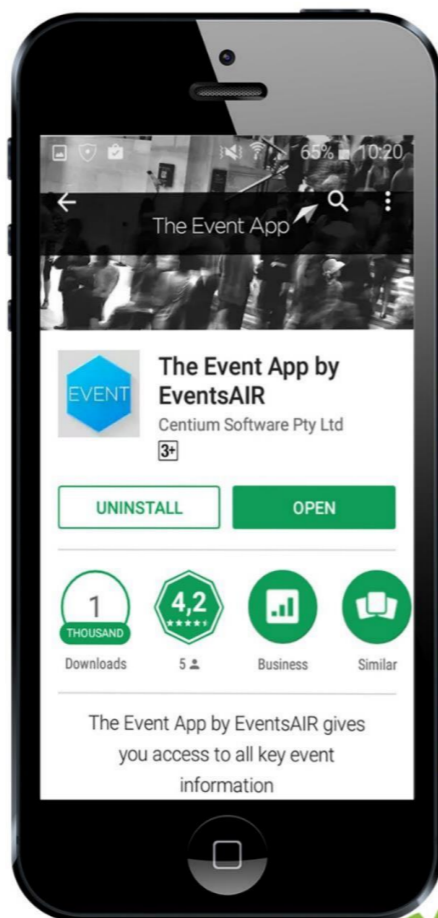 65% 10:20
The Event App
EVENT
The Event App by
EventsAIR
Centium Software Pty Ltd
3+
UNINSTALL
OPEN
1
THOUSAND
Downloads
4,2
5
Business
Similar
The Event App by EventsAIR gives
you access to all key event
information